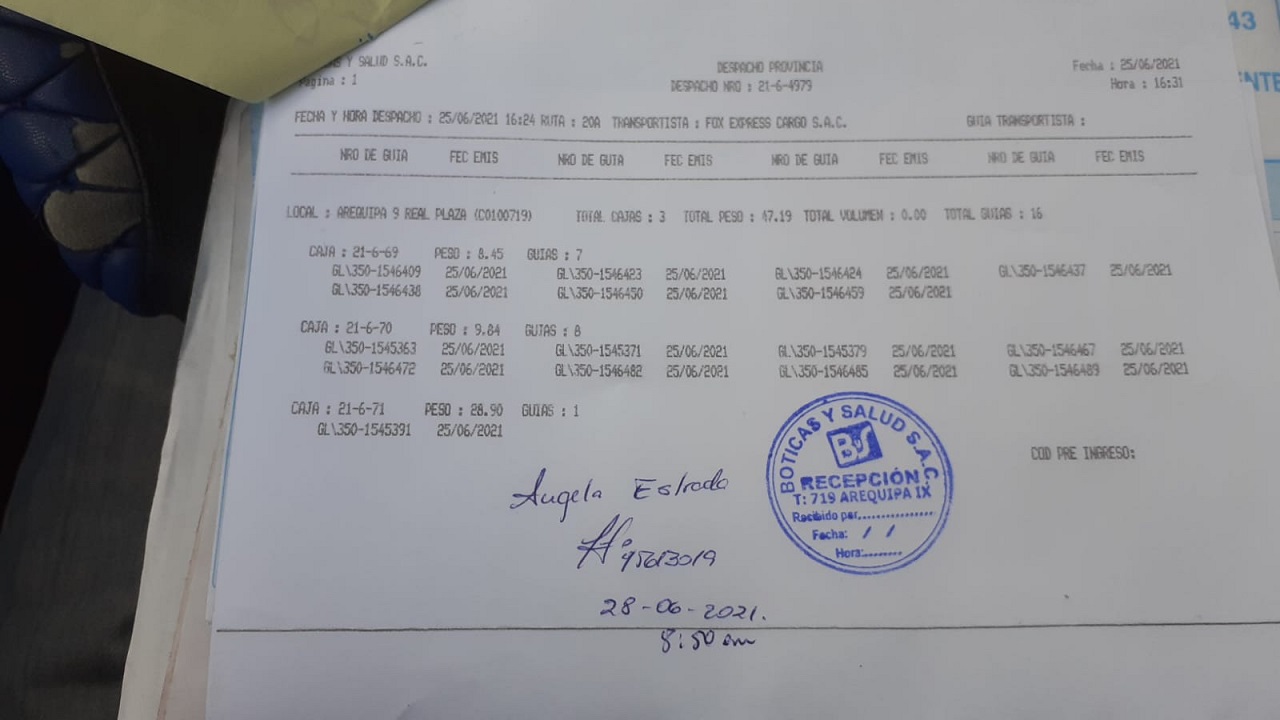 Y SALUD S.A.C.
Página : 1
DESPACHO PROVINCIA
DESPACHO NRO : 21-6-4979
Fecha : 25/06/2021
Hora : 16:31
43
NTE
FECHA Y HORA DESPACHO : 25/06/2021 16:24 RUTA : 20A TRANSPORTISTA : FOX EXPRESS CARGO S.A.C. GUIA TRANSPORTISTA :
NRO DE GUIA FEC EMIS NRO DE GUIA FEC EMIS NRO DE GUIA FEC EMIS NRO DE GUIA FEC EMIS
LOCAL : AREQUIPA 9 REAL PLAZA (C0100719) TOTAL CAJAS : 3 TOTAL PESO : 47.19 TOTAL VOLUMEN : 0.00 TOTAL GUIAS : 16
CAJA : 21-6-69 PESO : 8.45 GUIAS : 7
GL\350-1546409 25/06/2021 GL\350-1546423 25/06/2021 GL\350-1546424 25/06/2021 GL\350-1546437 25/06/2021
GL\350-1546438 25/06/2021 GL\350-1546450 25/06/2021 GL\350-1546459 25/06/2021
CAJA : 21-6-70 PESO : 9.84 GUIAS : 8
GL\350-1545363 25/06/2021 GL\350-1545371 25/06/2021 GL\350-1545379 25/06/2021 GL\350-1546467 25/06/2021
GL\350-1546472 25/06/2021 GL\350-1546482 25/06/2021 GL\350-1546485 25/06/2021 GL\350-1546489 25/06/2021
CAJA : 21-6-71 PESO : 28.90 GUIAS : 1
GL\350-1545391 25/06/2021
COD PRE INGRESO:
BOTICAS Y SALUD S.A.C.
BS
RECEPCIÓN
T: 719 AREQUIPA IX
Recibido por..................
Fecha: / /
Hora:.........
Angela Estrada
28-06-2021.
8:50 am